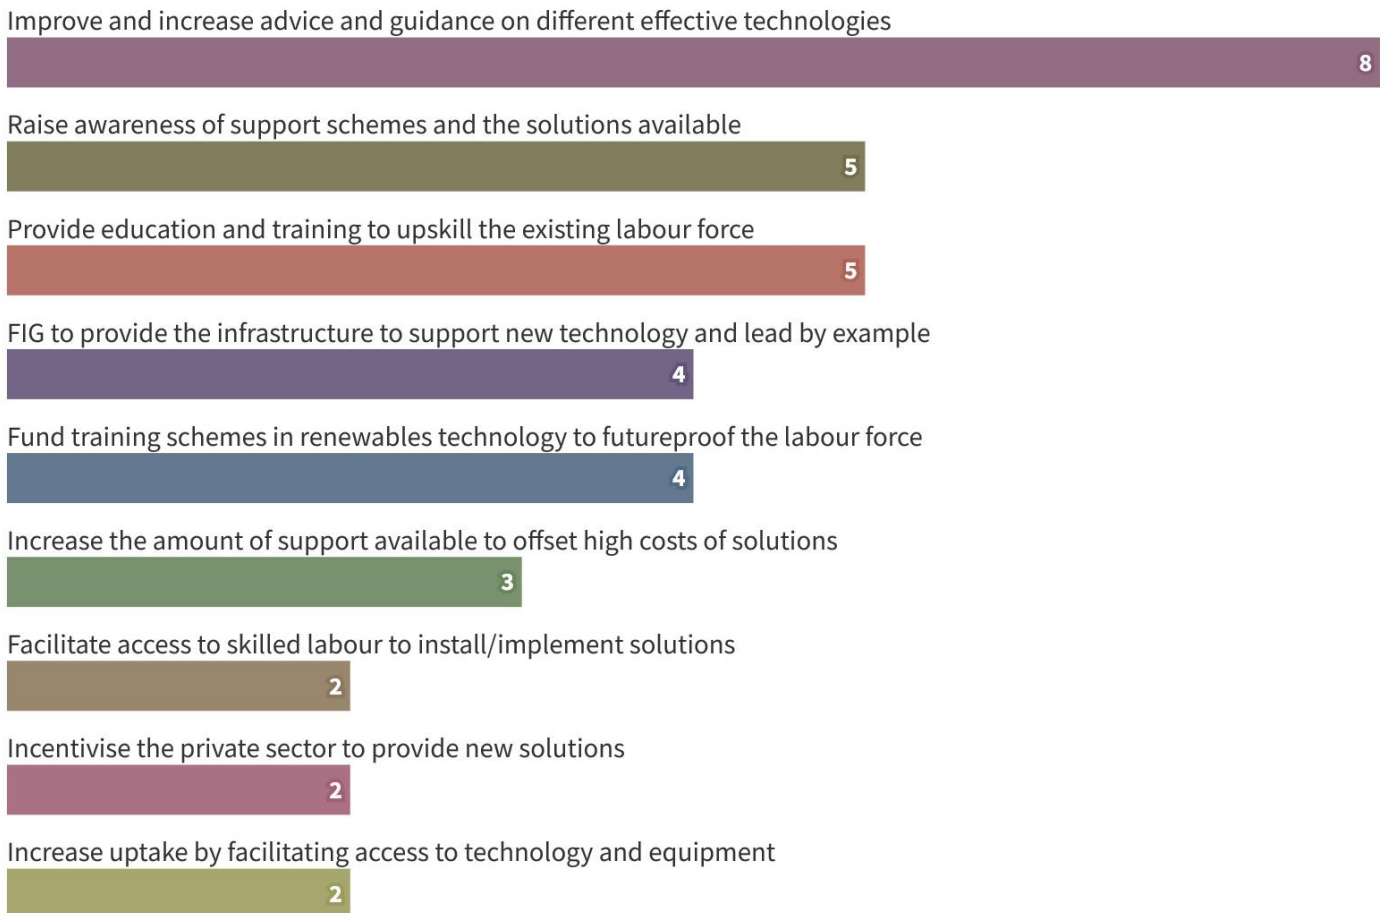 Improve and increase advice and guidance on different effective technologies
8
Raise awareness of support schemes and the solutions available
5
Provide education and training to upskill the existing labour force
5
FIG to provide the infrastructure to support new technology and lead by example
4
Fund training schemes in renewables technology to futureproof the labour force
4
Increase the amount of support available to offset high costs of solutions
3
Facilitate access to skilled labour to install/implement solutions
2
Incentivise the private sector to provide new solutions
2
Increase uptake by facilitating access to technology and equipment
2